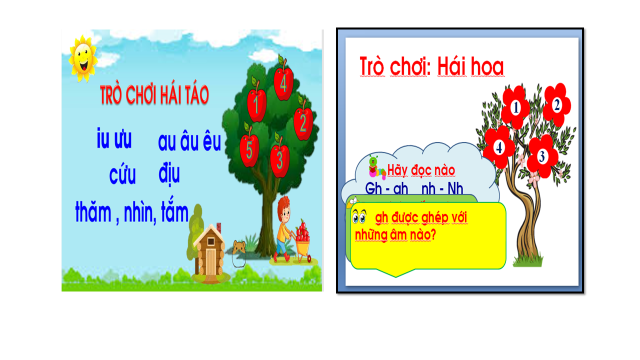 TRÒ CHƠI HÁI TÁO
iu ưu
au âu êu
cứu
địu
thăm , nhìn, tắm
4
1
2
5
3
Trò chơi: Hái hoa
1
2
4
3
Hãy đọc nào
Gh - gh nh - Nh
gh được ghép với
những âm nào?